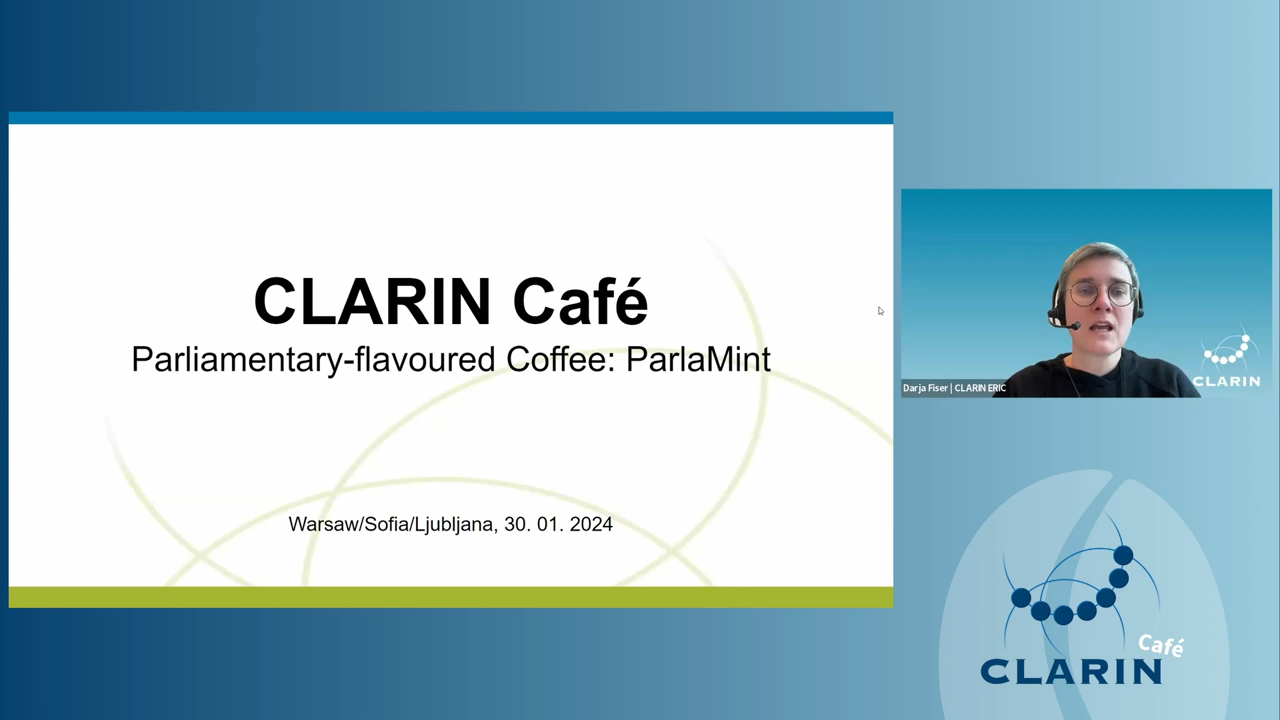 CLARIN Café
Parliamentary-flavoured Coffee: ParlaMint
Warsaw/Sofia/Ljubljana, 30. 01. 2024
CLARIN
Darja Fiser | CLARIN ERIC
Café
CLARIN